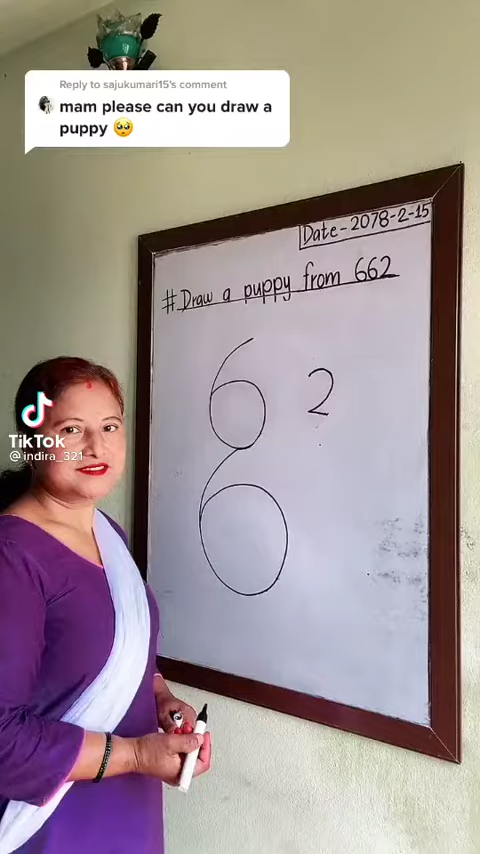 Reply to sajukumari15's comment
mam please can you draw a
puppy 🥺
Date-2078-2-15
#Draw a puppy from 662
6
2
6
TikTok
@indira_321